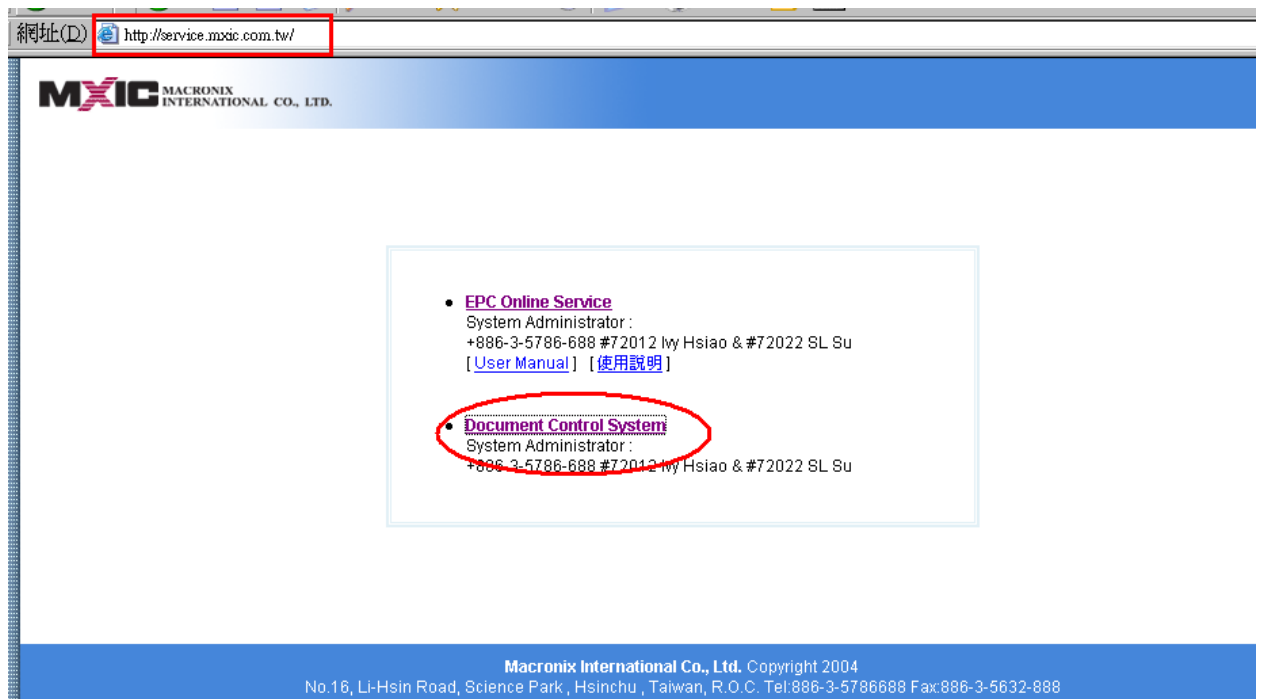 網址(D) http://service.mxic.com.tw/
MXIC MACRONIX
INTERNATIONAL CO., LTD.
• EPC Online Service
System Administrator :
+886-3-5786-688 #72012 Ivy Hsiao & #72022 SL Su
[ User Manual ] [ 使用說明 ]
• Document Control System
System Administrator :
+886-3-5786-688 #72012 Ivy Hsiao & #72022 SL Su
Macronix International Co., Ltd. Copyright 2004
No.16, Li-Hsin Road, Science Park , Hsinchu , Taiwan, R.O.C. Tel:886-3-5786688 Fax:886-3-5632-888